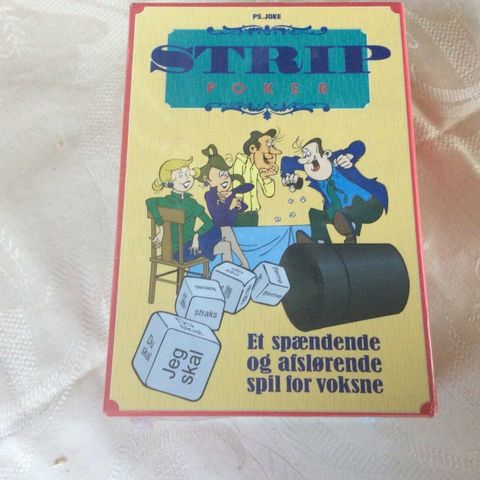 PS.JOKE
STRIP
POKER
straks
Jeg
skal
Et spændende
og afslørende
spil for voksne